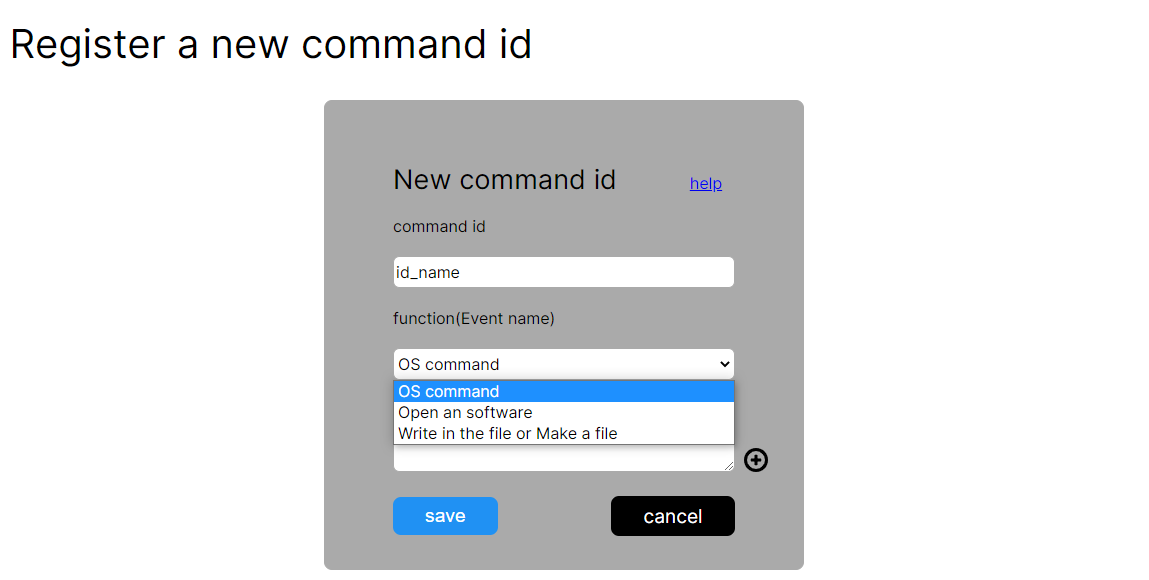 Register a new command id
New command id help
command id
id_name
function(Event name)
OS command
OS command
Open an software
Write in the file or Make a file
save cancel